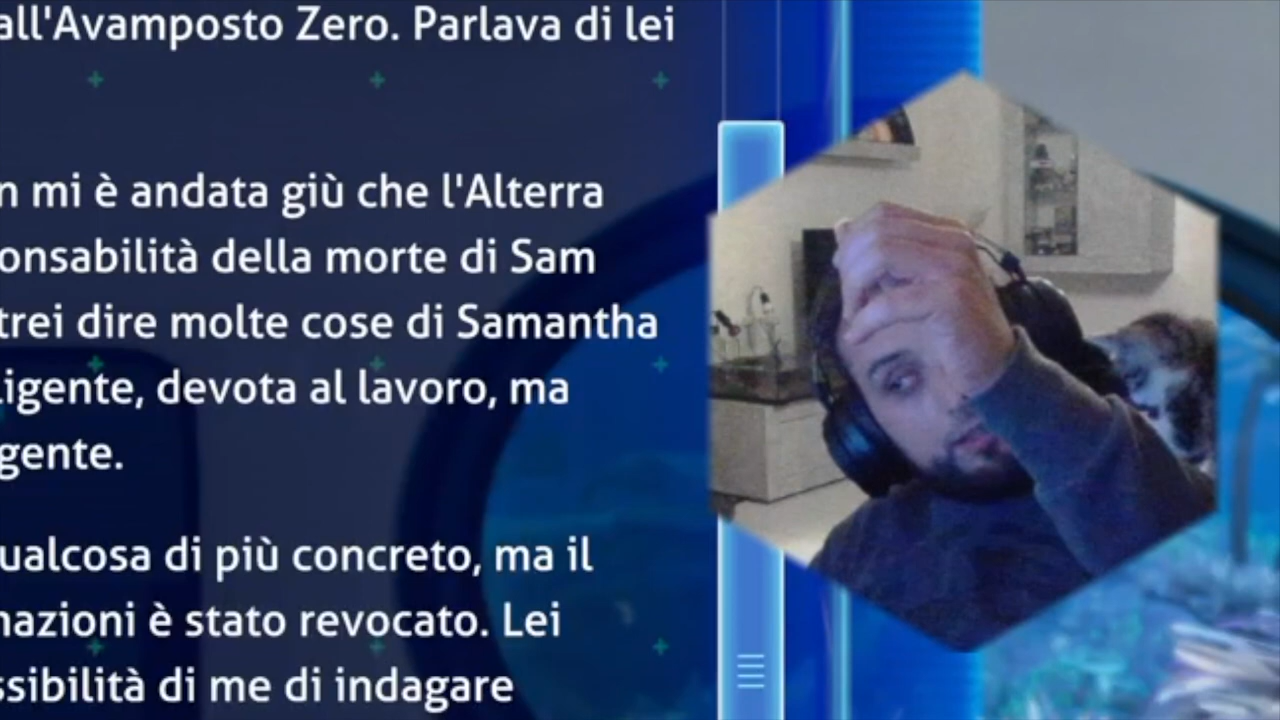 all'Avamposto Zero. Parlava di lei
n mi è andata giù che l'Alterra
onsabilità della morte di Sam
trei dire molte cose di Samantha
igente, devota al lavoro, ma
gente.
ualcosa di più concreto, ma il
azioni è stato revocato. Lei
ssibilità di me di indagare